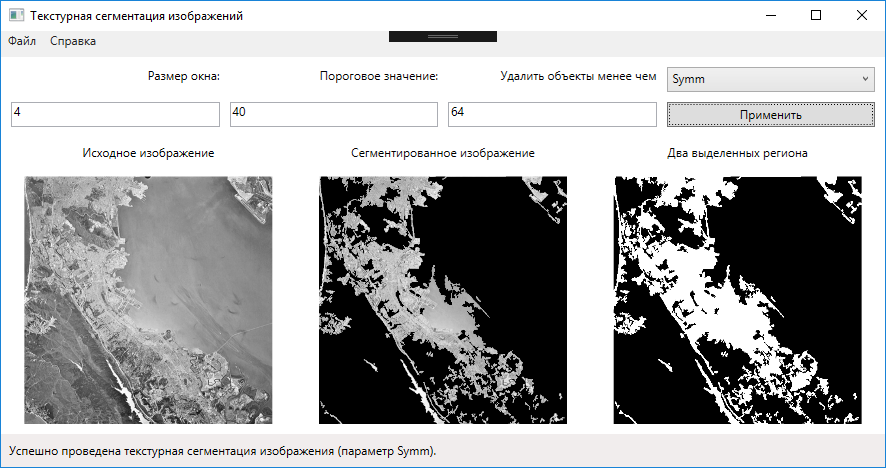 Текстурная сегментация изображений
Файл Справка
Размер окна: Пороговое значение: Удалить объекты менее чем Symm
4 40 64 Применить
Исходное изображение Сегментированное изображение Два выделенных региона
Успешно проведена текстурная сегментация изображения (параметр Symm).